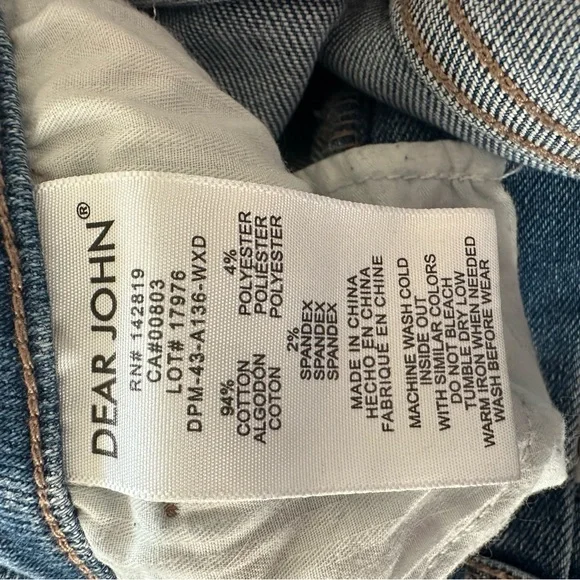 DEAR JOHN®
RN# 142819
CA#00803
LOT# 17976
DPM-43-A136-WXD
94% 4%
COTTON POLYESTER
ALGODON POLIÉSTER
COTON POLYESTER
2%
SPANDEX
SPANDEX
SPANDEX
MADE IN CHINA
HECHO EN CHINA
FABRIQUÉ EN CHINE
MACHINE WASH COLD
INSIDE OUT
WITH SIMILAR COLORS
DO NOT BLEACH
TUMBLE DRY LOW
WARM IRON WHEN NEEDED
WASH BEFORE WEAR